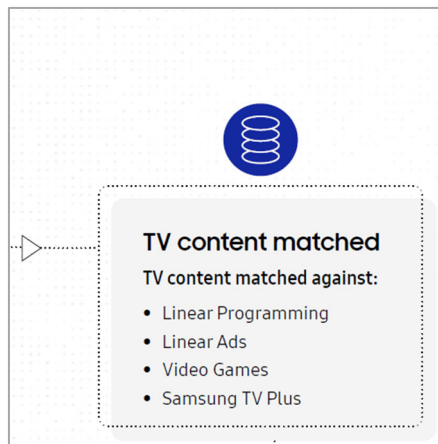 TV content matched
TV content matched against:
• Linear Programming
• Linear Ads
• Video Games
• Samsung TV Plus